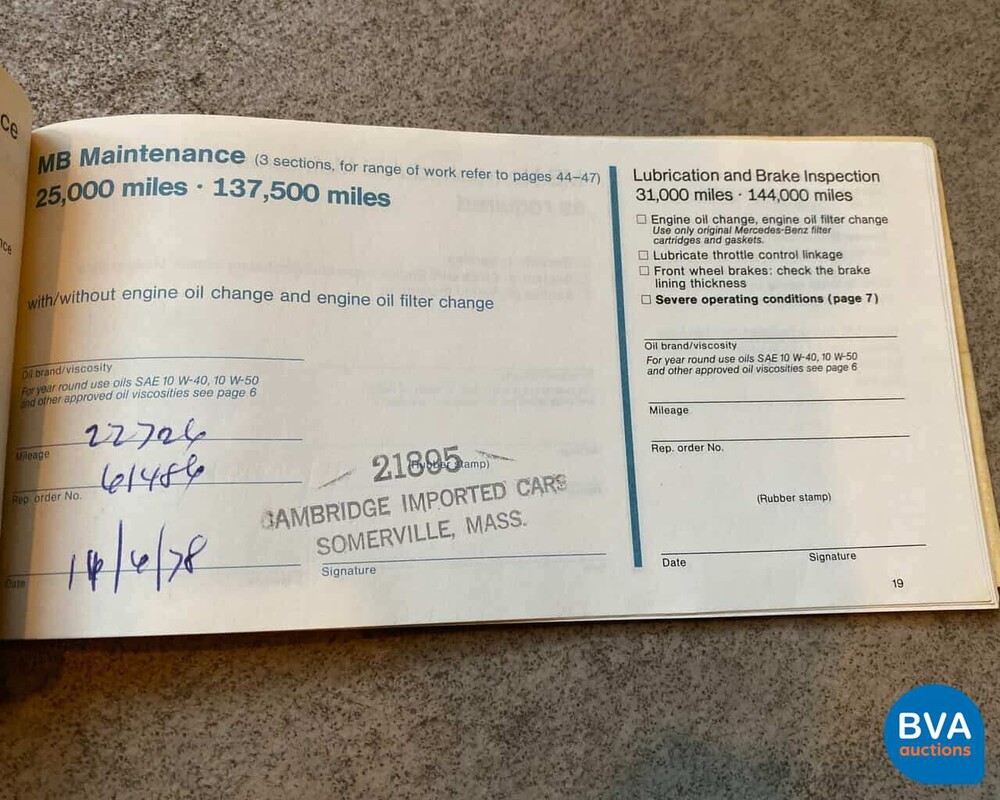 ce
nce
MB Maintenance (3 sections, for range of work refer to pages 44–47)
25,000 miles · 137,500 miles
with/without engine oil change and engine oil filter change
Oil brand/viscosity
For year round use oils SAE 10 W-40, 10 W-50
and other approved oil viscosities see page 6
22726
Mileage
61486
Rep. order No.
21895
(Rubber stamp)
CAMBRIDGE IMPORTED CARS
SOMERVILLE, MASS.
/6/78
Date
Signature
Lubrication and Brake Inspection
31,000 miles · 144,000 miles
Engine oil change, engine oil filter change
Use only original Mercedes-Benz filter
cartridges and gaskets.
Lubricate throttle control linkage
Front wheel brakes: check the brake
lining thickness
Severe operating conditions (page 7)
Oil brand/viscosity
For year round use oils SAE 10 W-40, 10 W-50
and other approved oil viscosities see page 6
Mileage
Rep. order No.
(Rubber stamp)
Date Signature
19
BVA
auctions